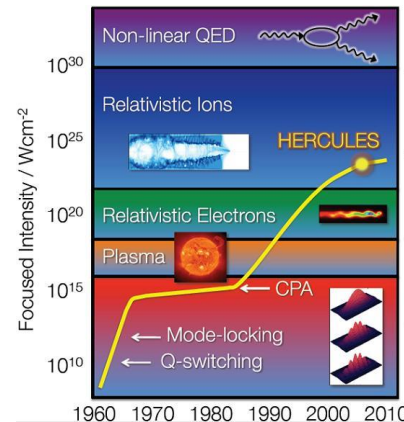 Non-linear QED
10³⁰
Relativistic Ions
10²⁵
HERCULES
10²⁰
Relativistic Electrons
Plasma
10¹⁵
CPA
Mode-locking
10¹⁰
Q-switching
Focused Intensity / Wcm⁻²
1960 1970 1980 1990 2000 2010